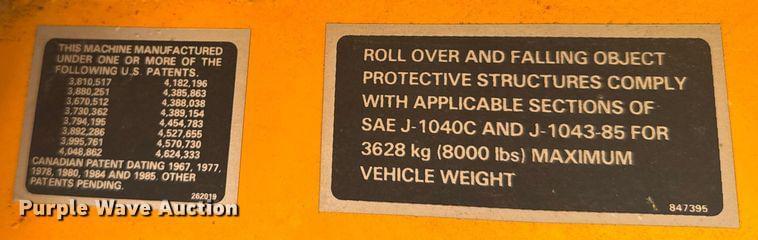 THIS MACHINE MANUFACTURED
UNDER ONE OR MORE OF THE
FOLLOWING U.S. PATENTS.
3,810,517 4,182,196
3,880,251 4,385,863
3,670,512 4,388,038
3,730,362 4,389,154
3,794,195 4,454,783
3,892,286 4,527,655
3,995,761 4,570,730
4,048,862 4,624,333
CANADIAN PATENT DATING 1967, 1977,
1978, 1980, 1984 AND 1985. OTHER
PATENTS PENDING.
262019
ROLL OVER AND FALLING OBJECT
PROTECTIVE STRUCTURES COMPLY
WITH APPLICABLE SECTIONS OF
SAE J-1040C AND J-1043-85 FOR
3628 kg (8000 lbs) MAXIMUM
VEHICLE WEIGHT
847395
Purple Wave Auction